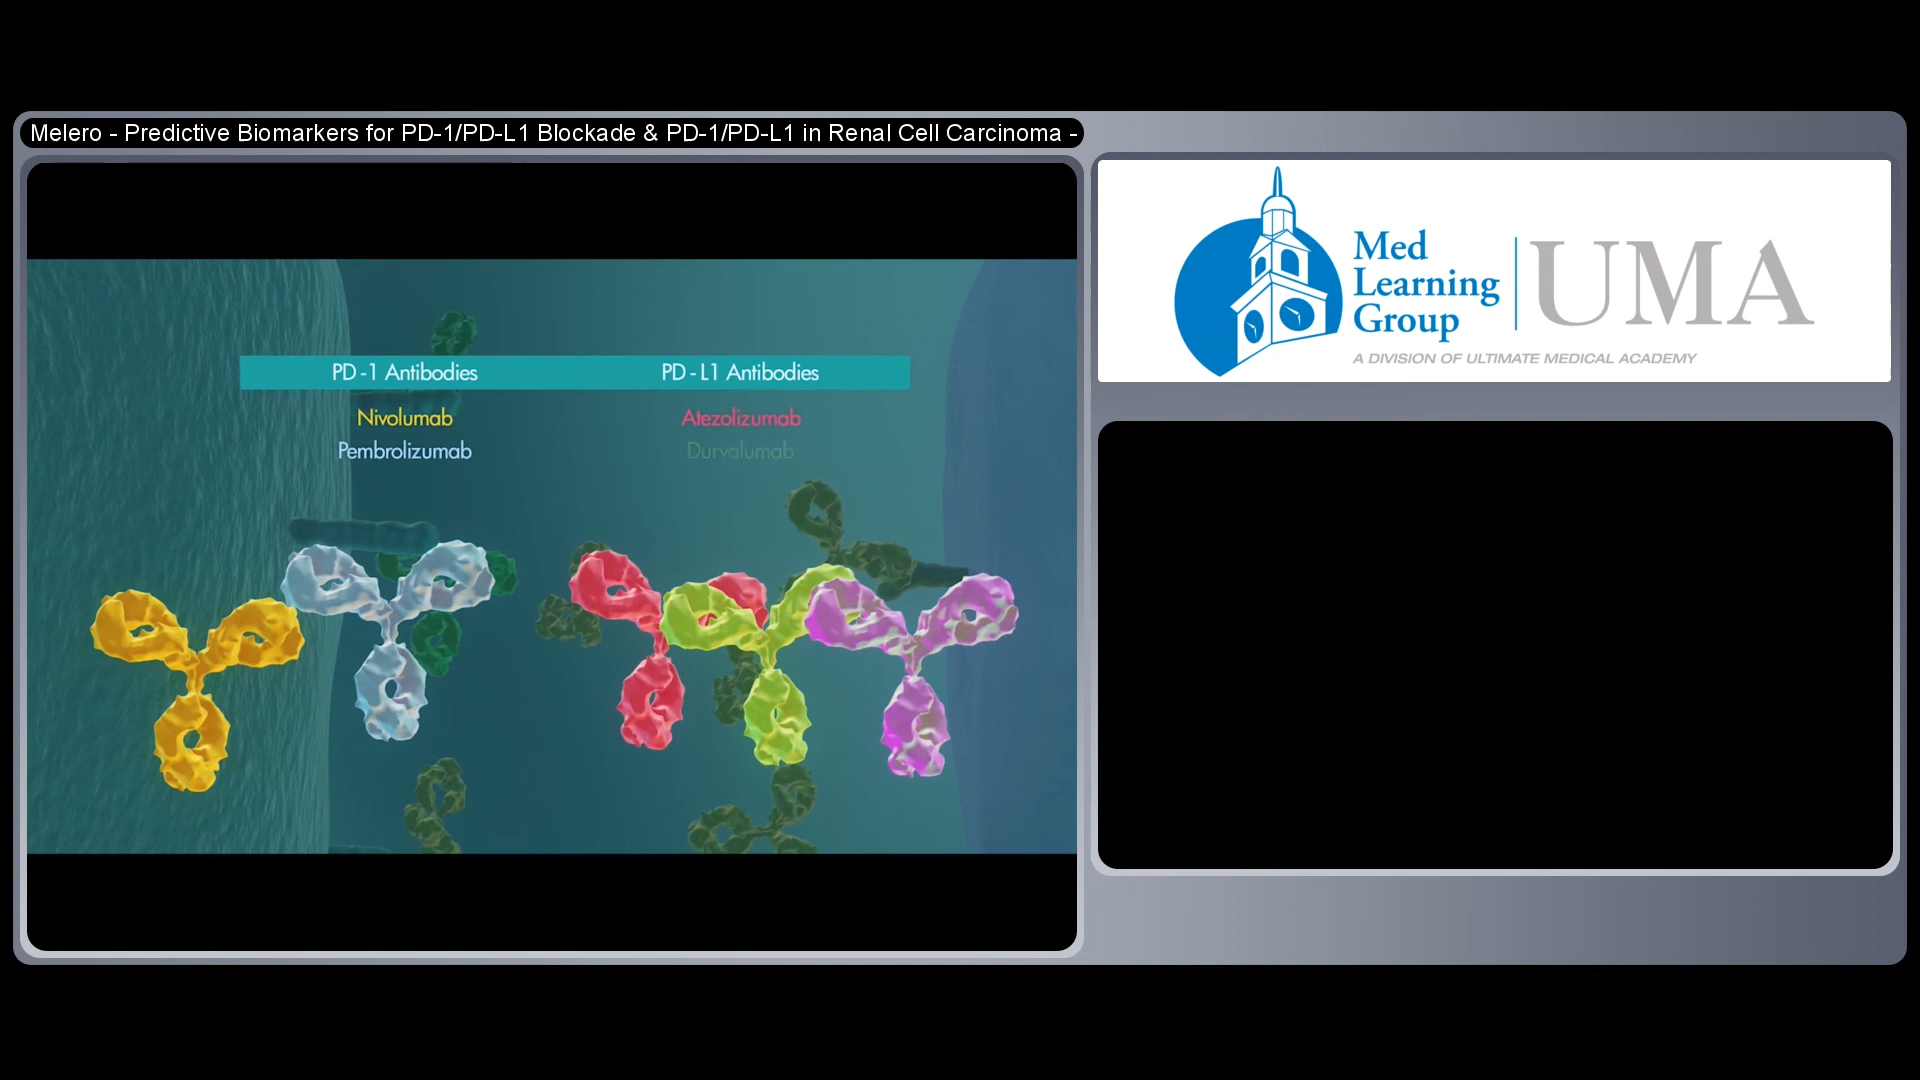 Melero - Predictive Biomarkers for PD-1/PD-L1 Blockade & PD-1/PD-L1 in Renal Cell Carcinoma -
PD-1 Antibodies
PD-L1 Antibodies
Nivolumab
Atezolizumab
Pembrolizumab
Durvalumab
Med
Learning
Group
UMA
A DIVISION OF ULTIMATE MEDICAL ACADEMY